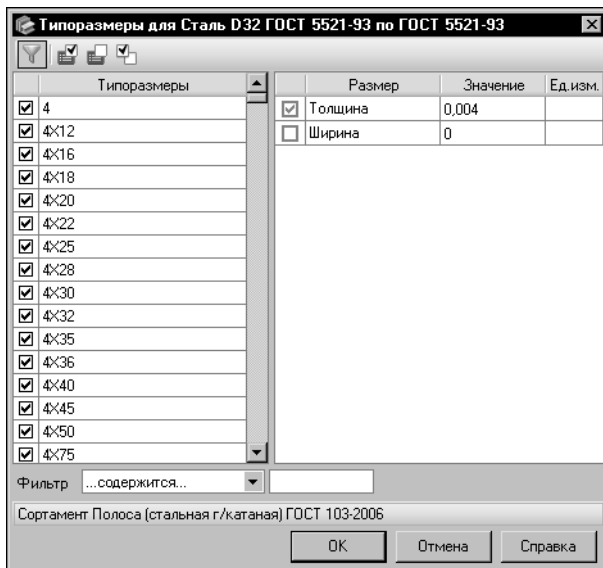 Типоразмеры для Сталь D32 ГОСТ 5521-93 по ГОСТ 5521-93
Типоразмеры
4
4X12
4X16
4X18
4X20
4X22
4X25
4X28
4X30
4X32
4X35
4X36
4X40
4X45
4X50
4X75
Размер Значение Ед.изм.
Толщина 0,004
Ширина 0
Фильтр ...содержится...
Сортамент Полоса (стальная г/катаная) ГОСТ 103-2006
OK Отмена Справка